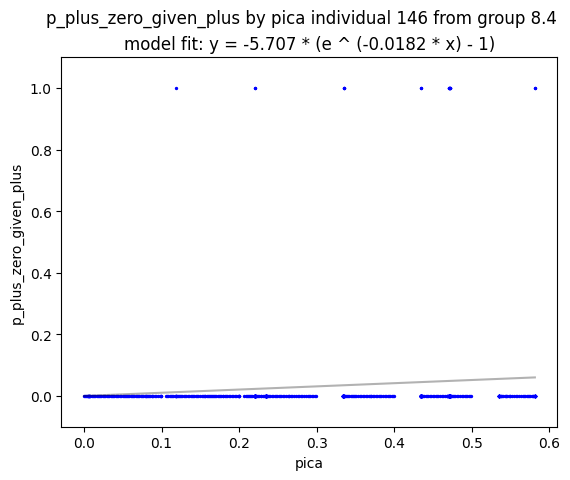 p_plus_zero_given_plus by pica individual 146 from group 8.4
model fit: y = -5.707 * (e ^ (-0.0182 * x) - 1)
1.0
0.8
0.6
0.4
0.2
0.0
p_plus_zero_given_plus
0.0 0.1 0.2 0.3 0.4 0.5 0.6
pica